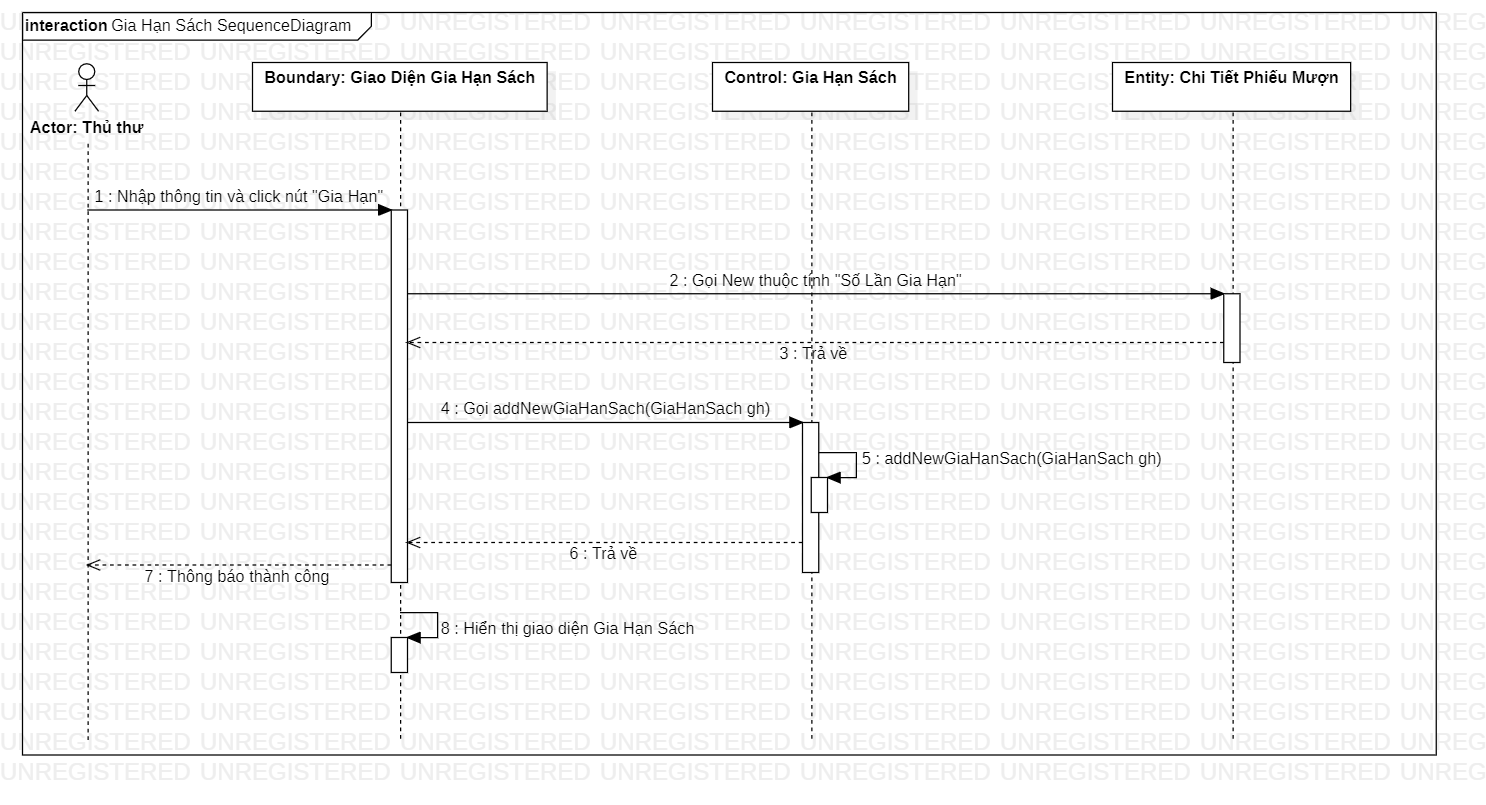 interaction Gia Hạn Sách SequenceDiagram
Boundary: Giao Diện Gia Hạn Sách
Control: Gia Hạn Sách
Entity: Chi Tiết Phiếu Mượn
Actor: Thủ thư
1 : Nhập thông tin và click nút "Gia Hạn"
2 : Gọi New thuộc tính "Số Lần Gia Hạn"
3 : Trả về
4 : Gọi addNewGiaHanSach(GiaHanSach gh)
5 : addNewGiaHanSach(GiaHanSach gh)
6 : Trả về
7 : Thông báo thành công
8 : Hiển thị giao diện Gia Hạn Sách
UNREGISTERED